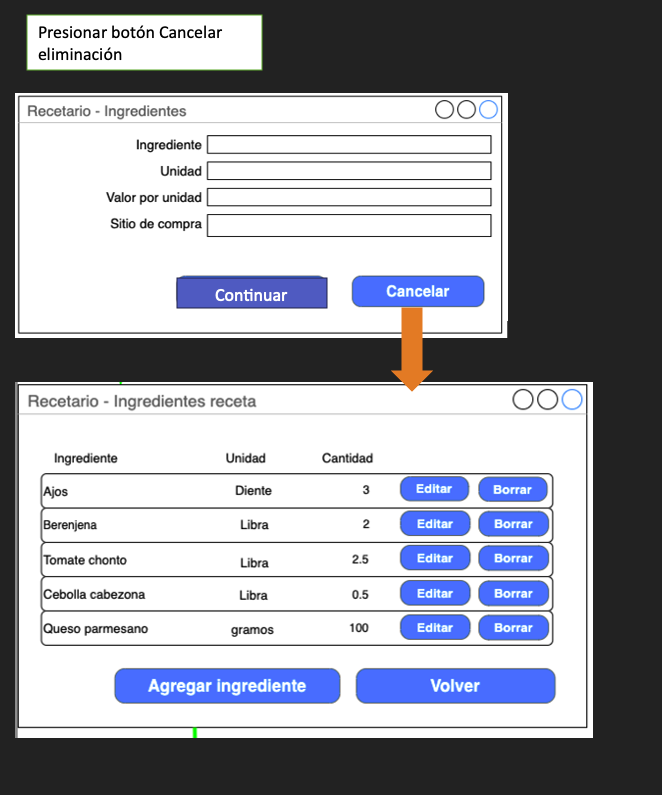 Presionar botón Cancelar
eliminación
Recetario - Ingredientes
Ingrediente
Unidad
Valor por unidad
Sitio de compra
Continuar Cancelar
Recetario - Ingredientes receta
Ingrediente Unidad Cantidad
Ajos Diente 3 Editar Borrar
Berenjena Libra 2 Editar Borrar
Tomate chonto Libra 2.5 Editar Borrar
Cebolla cabezona Libra 0.5 Editar Borrar
Queso parmesano gramos 100 Editar Borrar
Agregar ingrediente Volver